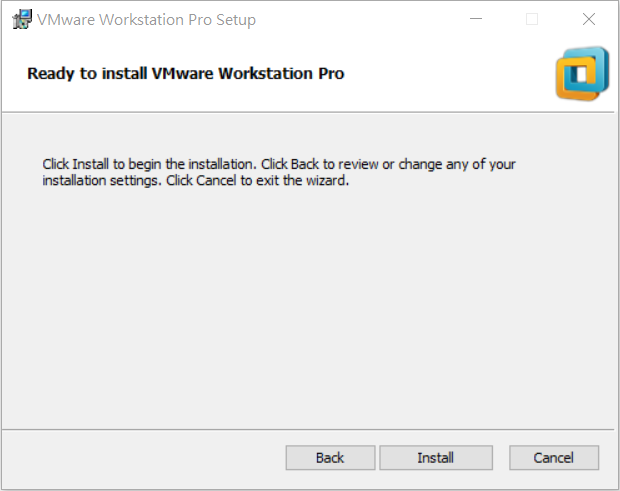 VMware Workstation Pro Setup
Ready to install VMware Workstation Pro
Click Install to begin the installation. Click Back to review or change any of your
installation settings. Click Cancel to exit the wizard.
Back Install Cancel